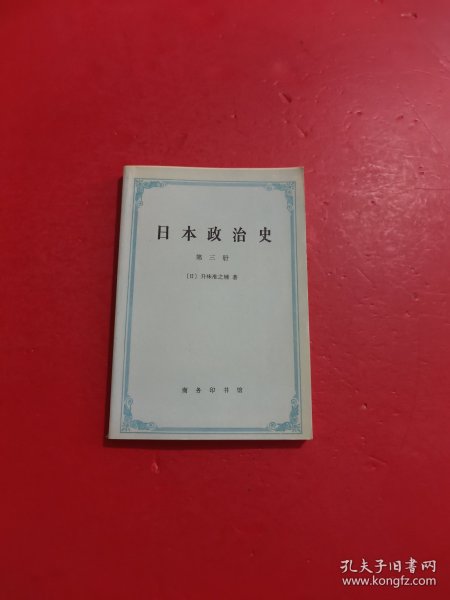 日本政治史
第三册
〔日〕升味准之辅 著
商务印书馆
孔夫子旧书网
www.kongfz.com